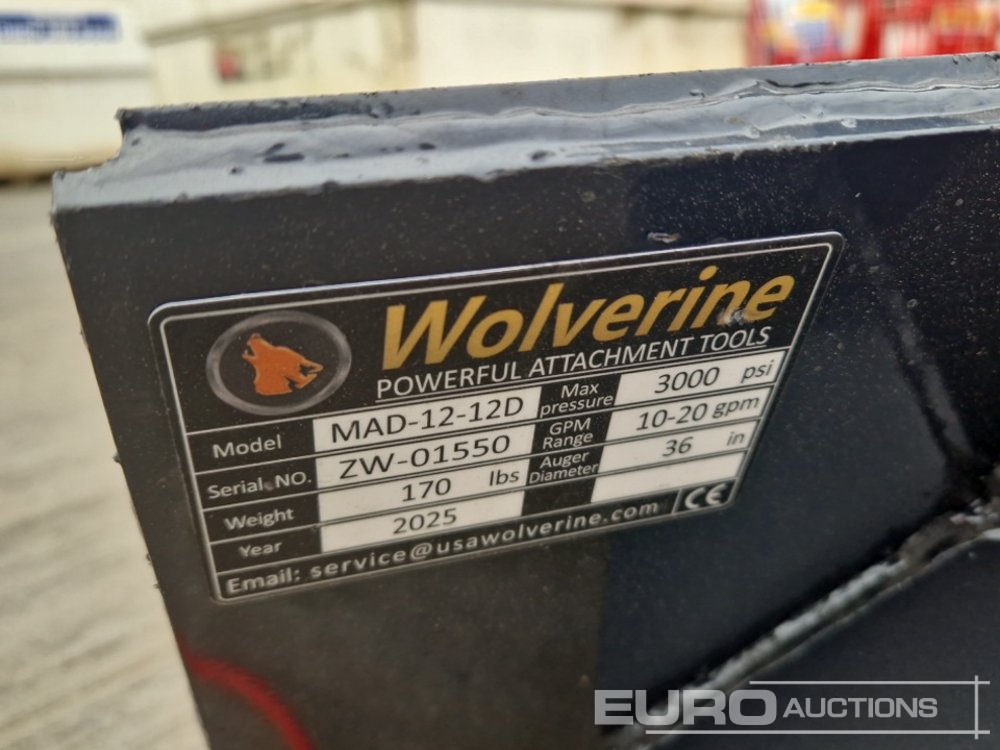 Wolverine
POWERFUL ATTACHMENT TOOLS
Model MAD-12-12D Max pressure 3000 psi
Serial NO. ZW-01550 GPM Range 10-20 gpm
Weight 170 lbs Auger Diameter 36 in
Year 2025
Email: service@usawolverine.com CE
EURO AUCTIONS